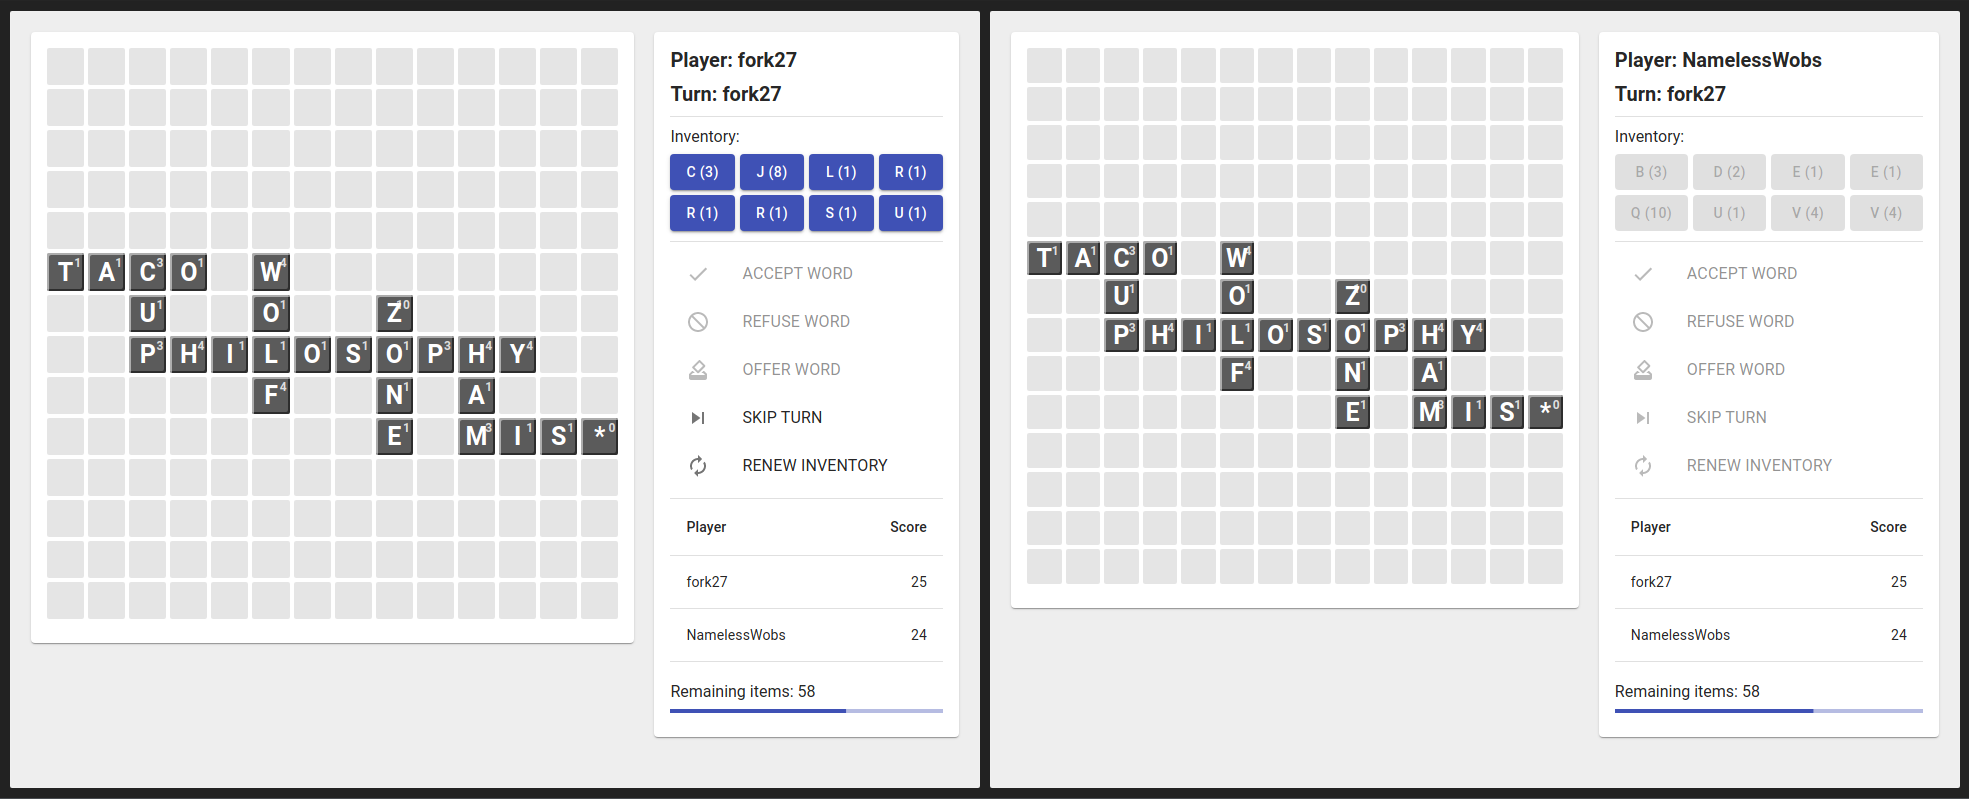 T1 A1 C3 O1 W4
U1 O1 Z10
P3 H4 I1 L1 O1 S1 O1 P3 H4 Y4
F4 N1 A1
E1 M3 I1 S1 *0
Player: fork27
Turn: fork27
Inventory:
C (3) J (8) L (1) R (1)
R (1) R (1) S (1) U (1)
ACCEPT WORD
REFUSE WORD
OFFER WORD
SKIP TURN
RENEW INVENTORY
Player Score
fork27 25
NamelessWobs 24
Remaining items: 58
T1 A1 C3 O1 W4
U1 O1 Z10
P3 H4 I1 L1 O1 S1 O1 P3 H4 Y4
F4 N1 A1
E1 M3 I1 S1 *0
Player: NamelessWobs
Turn: fork27
Inventory:
B (3) D (2) E (1) E (1)
Q (10) U (1) V (4) V (4)
ACCEPT WORD
REFUSE WORD
OFFER WORD
SKIP TURN
RENEW INVENTORY
Player Score
fork27 25
NamelessWobs 24
Remaining items: 58